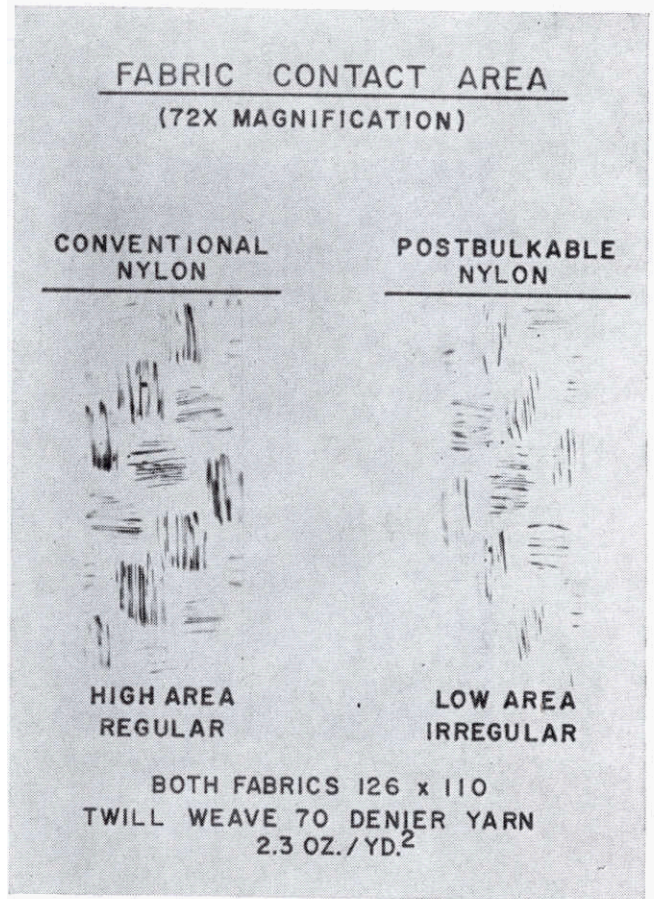 FABRIC CONTACT AREA
(72X MAGNIFICATION)
CONVENTIONAL
NYLON
POSTBULKABLE
NYLON
HIGH AREA
REGULAR
LOW AREA
IRREGULAR
BOTH FABRICS 126 x 110
TWILL WEAVE 70 DENIER YARN
2.3 OZ./YD.²